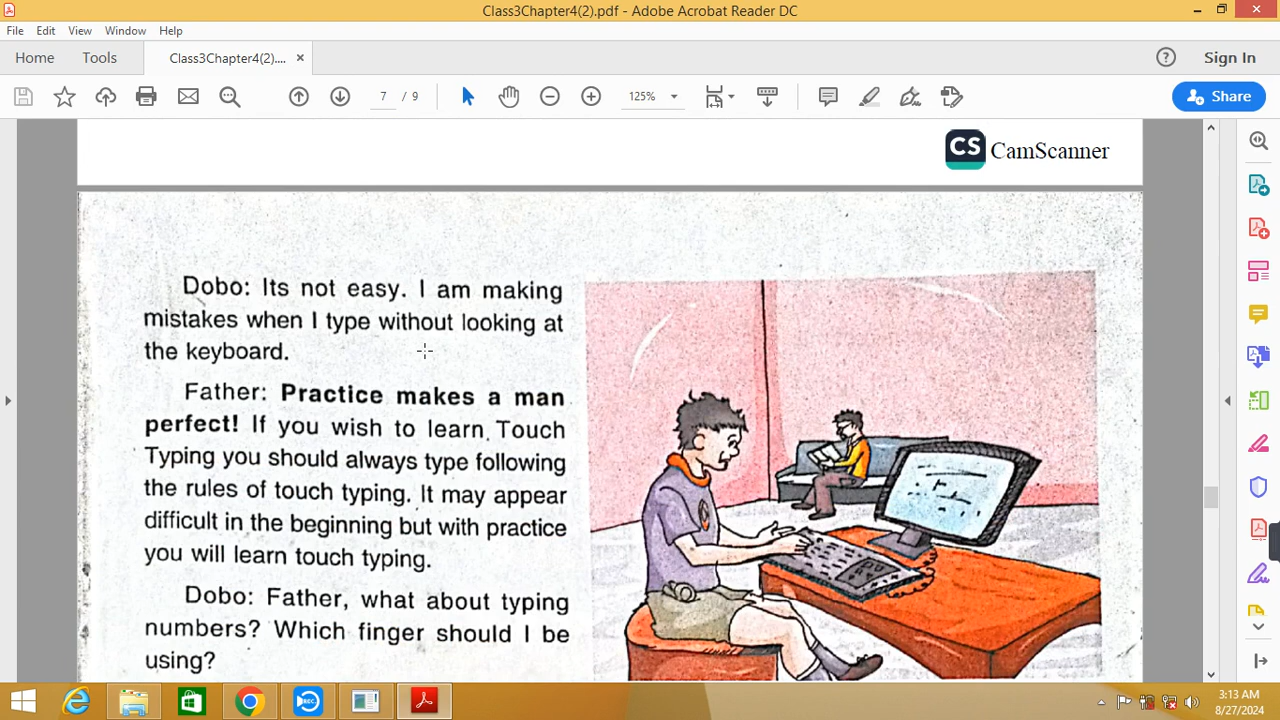 Class3Chapter4(2).pdf - Adobe Acrobat Reader DC
File Edit View Window Help
Home Tools Class3Chapter4(2).... × Sign In
7 / 9 125% Share
CS CamScanner
Dobo: Its not easy. I am making
mistakes when I type without looking at
the keyboard.
Father: Practice makes a man
perfect! If you wish to learn Touch
Typing you should always type following
the rules of touch typing. It may appear
difficult in the beginning but with practice
you will learn touch typing.
Dobo: Father, what about typing
numbers? Which finger should I be
using?
3:13 AM
8/27/2024